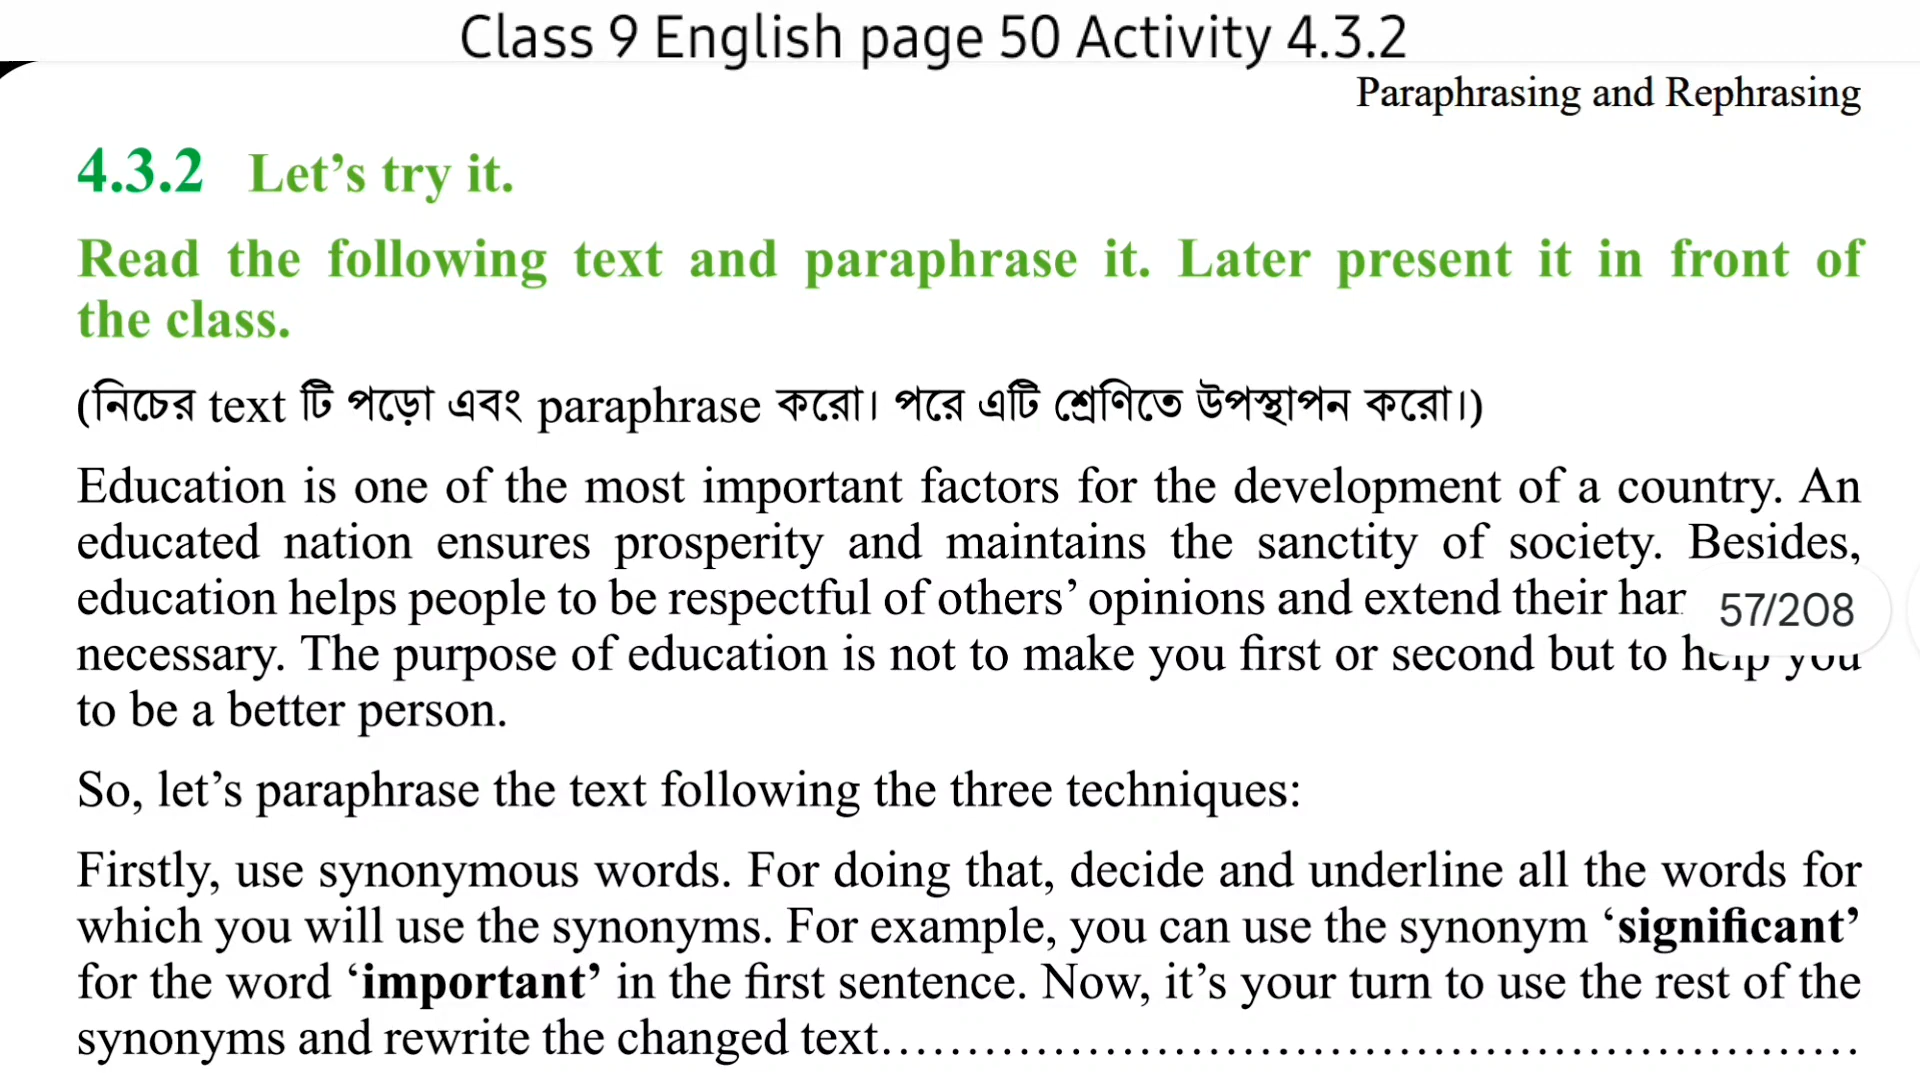 Class 9 English page 50 Activity 4.3.2
Paraphrasing and Rephrasing
4.3.2 Let’s try it.
Read the following text and paraphrase it. Later present it in front of
the class.
(নিচের text টি পড়ো এবং paraphrase করো। পরে এটি শ্রেণিতে উপস্থাপন করো।)
Education is one of the most important factors for the development of a country. An
educated nation ensures prosperity and maintains the sanctity of society. Besides,
education helps people to be respectful of others’ opinions and extend their
57/208
necessary. The purpose of education is not to make you first or second but to help you
to be a better person.
So, let’s paraphrase the text following the three techniques:
Firstly, use synonymous words. For doing that, decide and underline all the words for
which you will use the synonyms. For example, you can use the synonym ‘significant’
for the word ‘important’ in the first sentence. Now, it’s your turn to use the rest of the
synonyms and rewrite the changed text..........................................................